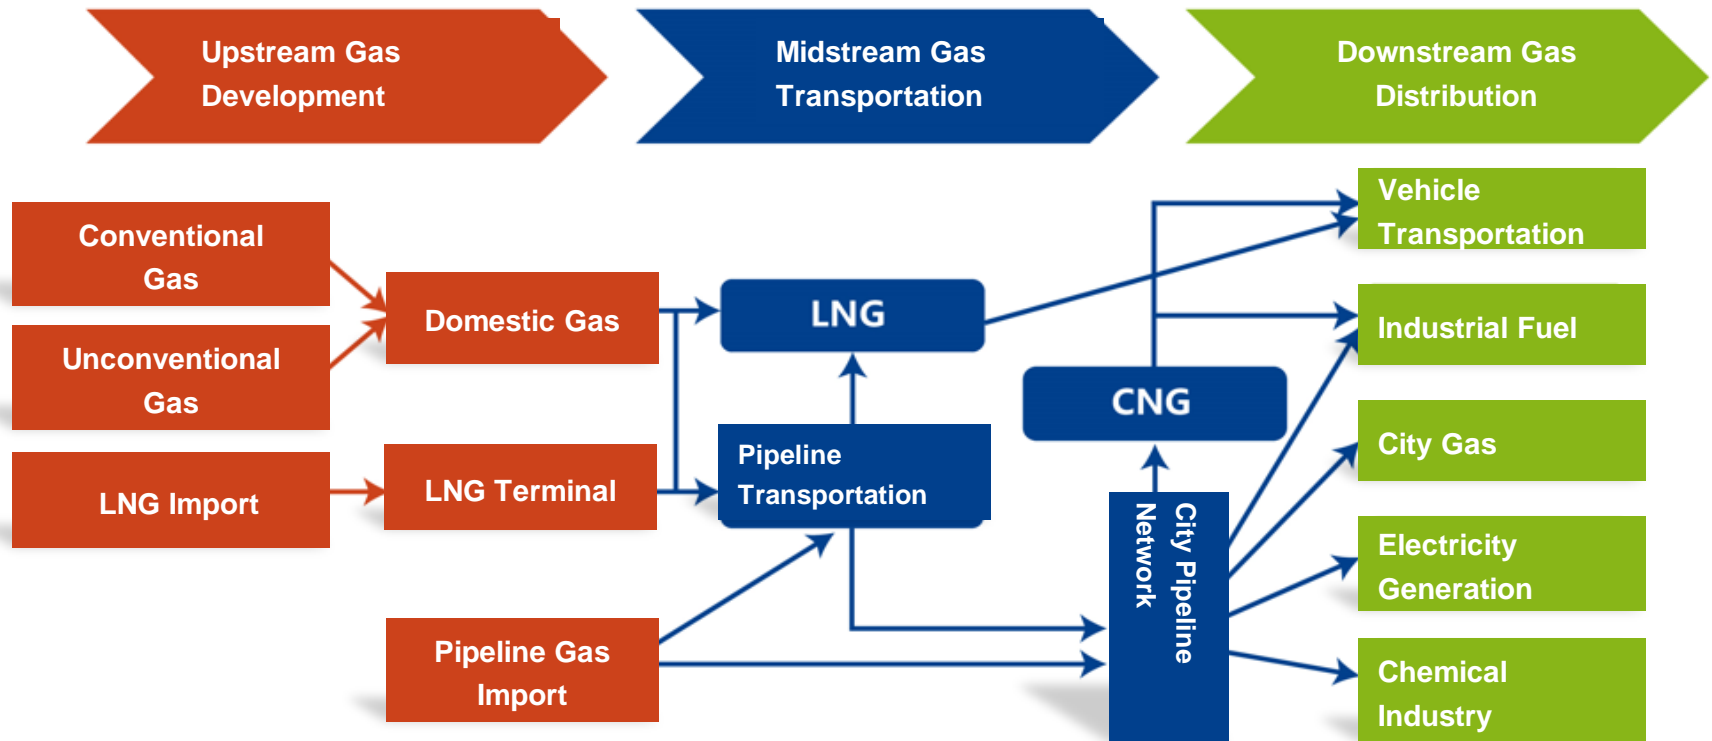 Upstream Gas
Development
Midstream Gas
Transportation
Downstream Gas
Distribution
Conventional
Gas
Unconventional
Gas
LNG Import
Domestic Gas
LNG Terminal
Pipeline Gas
Import
LNG
Pipeline
Transportation
CNG
City Pipeline
Network
Vehicle
Transportation
Industrial Fuel
City Gas
Electricity
Generation
Chemical
Industry